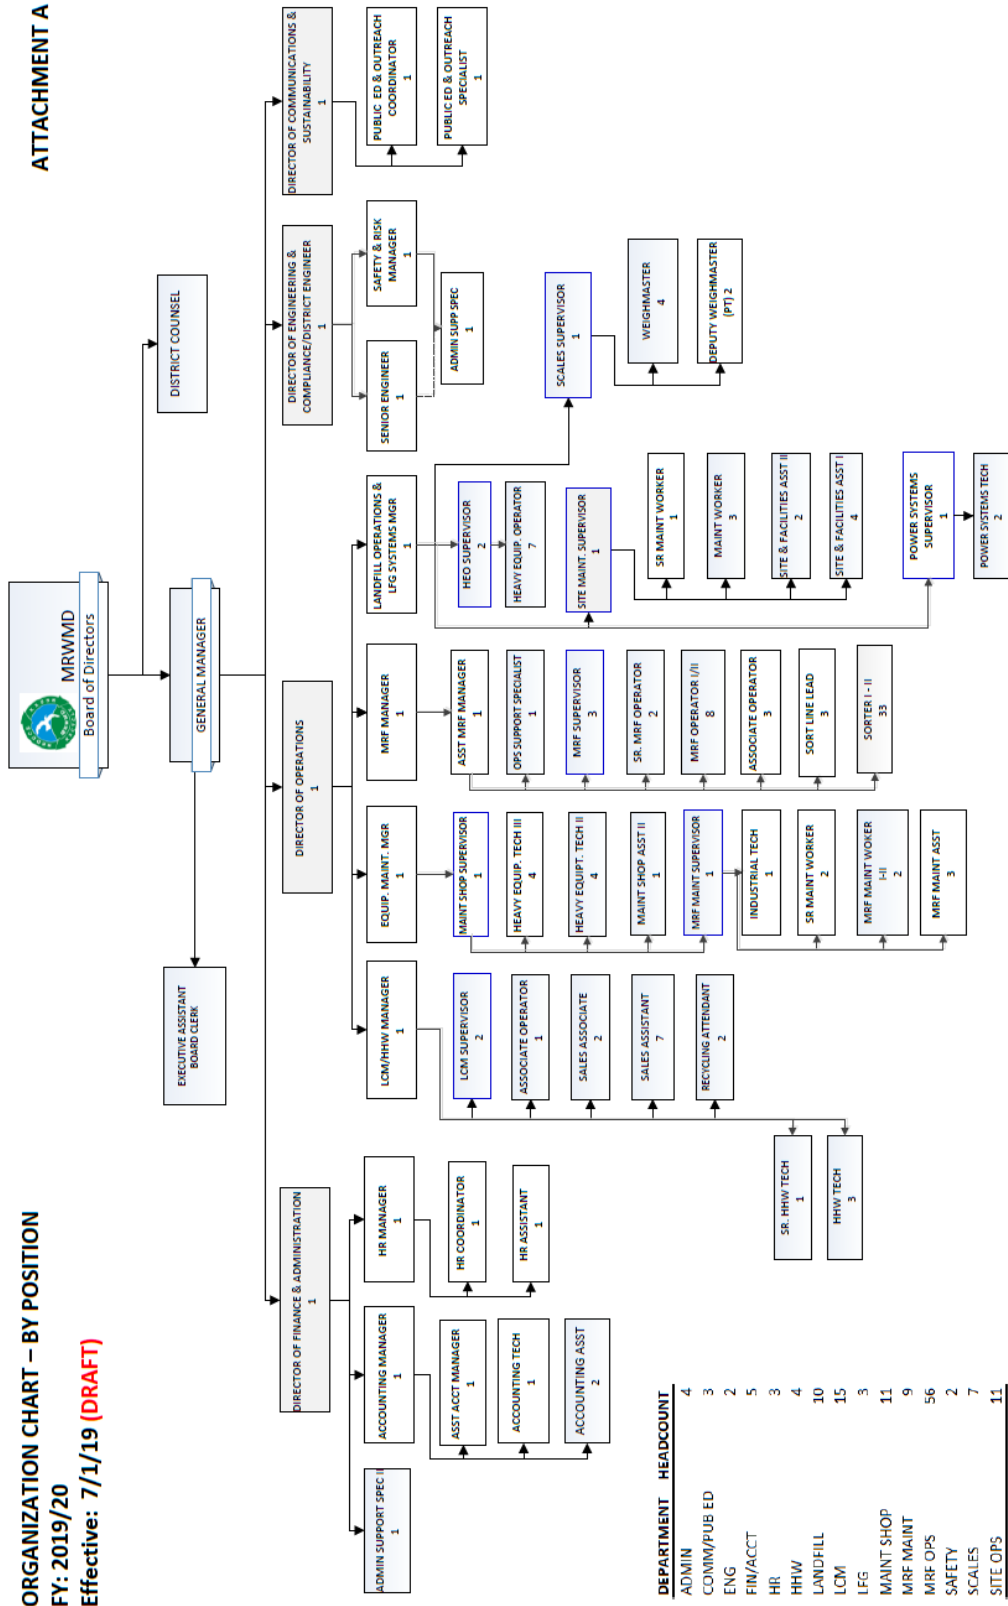 ORGANIZATION CHART – BY POSITION
FY: 2019/20
Effective: 7/1/19 (DRAFT)
ATTACHMENT A
MRWMD
Board of Directors
DISTRICT COUNSEL
GENERAL MANAGER
EXECUTIVE ASSISTANT
BOARD CLERK
DIRECTOR OF FINANCE & ADMINISTRATION
1
ADMIN SUPPORT SPEC II
1
ACCOUNTING MANAGER
1
ASST ACCT MANAGER
1
ACCOUNTING TECH
1
ACCOUNTING ASST
2
HR MANAGER
1
HR COORDINATOR
1
HR ASSISTANT
1
DIRECTOR OF OPERATIONS
1
LCM/HHW MANAGER
1
LCM SUPERVISOR
2
ASSOCIATE OPERATOR
1
SALES ASSOCIATE
2
SALES ASSISTANT
7
RECYCLING ATTENDANT
2
SR. HHW TECH
1
HHW TECH
3
EQUIP. MAINT. MGR
1
MAINT SHOP SUPERVISOR
1
HEAVY EQUIP. TECH III
4
HEAVY EQUIPT. TECH II
4
MAINT SHOP ASST II
1
MRF MAINT SUPERVISOR
1
INDUSTRIAL TECH
1
SR MAINT WORKER
2
MRF MAINT WOKER
I-II
2
MRF MAINT ASST
3
MRF MANAGER
1
ASST MRF MANAGER
1
OPS SUPPORT SPECIALIST
1
MRF SUPERVISOR
3
SR. MRF OPERATOR
2
MRF OPERATOR I/II
8
ASSOCIATE OPERATOR
3
SORT LINE LEAD
3
SORTER I - II
33
LANDFILL OPERATIONS &
LFG SYSTEMS MGR
1
HEO SUPERVISOR
2
HEAVY EQUIP. OPERATOR
7
SITE MAINT. SUPERVISOR
1
SR MAINT WORKER
1
MAINT WORKER
3
SITE & FACILITIES ASST II
2
SITE & FACILITIES ASST I
4
POWER SYSTEMS
SUPERVISOR
1
POWER SYSTEMS TECH
2
SCALES SUPERVISOR
1
WEIGHMASTER
4
DEPUTY WEIGHMASTER
(PT) 2
DIRECTOR OF ENGINEERING &
COMPLIANCE/DISTRICT ENGINEER
1
SENIOR ENGINEER
1
SAFETY & RISK
MANAGER
1
ADMIN SUPP SPEC
1
DIRECTOR OF COMMUNICATIONS &
SUSTAINABILITY
1
PUBLIC ED & OUTREACH
COORDINATOR
1
PUBLIC ED & OUTREACH
SPECIALIST
1
DEPARTMENT HEADCOUNT
ADMIN 4
COMM/PUB ED 3
ENG 2
FIN/ACCT 5
HR 3
HHW 4
LANDFILL 10
LCM 15
LFG 3
MAINT SHOP 11
MRF MAINT 9
MRF OPS 56
SAFETY 2
SCALES 7
SITE OPS 11